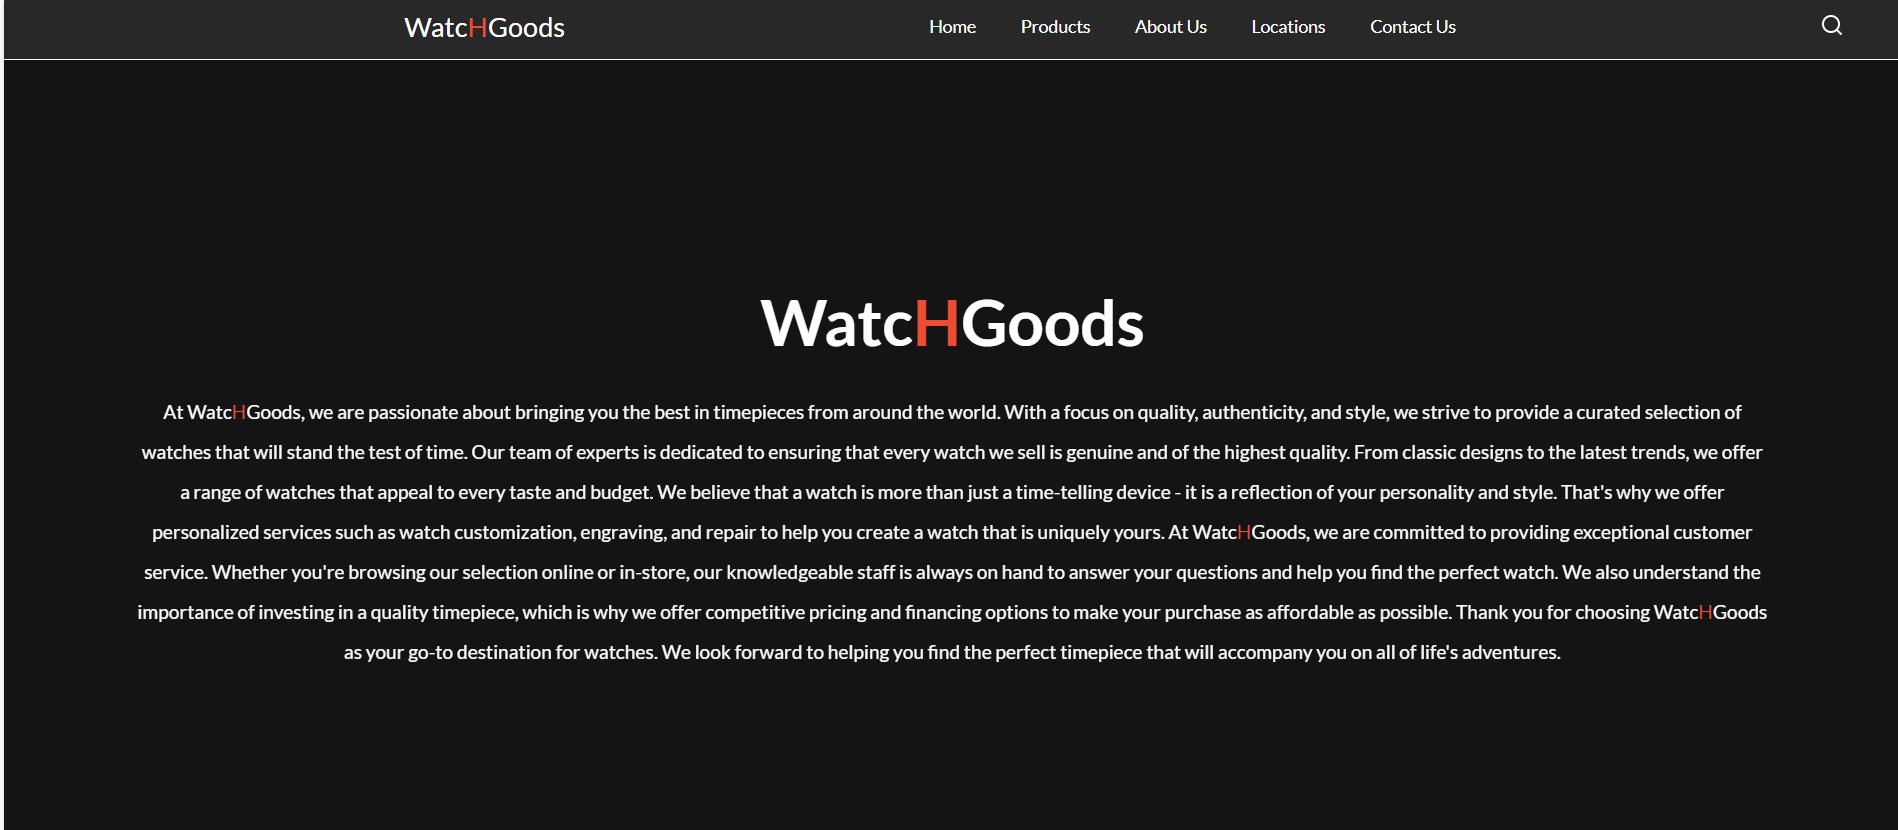 WatcHGoods
Home Products About Us Locations Contact Us
WatcHGoods
At WatcHGoods, we are passionate about bringing you the best in timepieces from around the world. With a focus on quality, authenticity, and style, we strive to provide a curated selection of
watches that will stand the test of time. Our team of experts is dedicated to ensuring that every watch we sell is genuine and of the highest quality. From classic designs to the latest trends, we offer
a range of watches that appeal to every taste and budget. We believe that a watch is more than just a time-telling device - it is a reflection of your personality and style. That's why we offer
personalized services such as watch customization, engraving, and repair to help you create a watch that is uniquely yours. At WatcHGoods, we are committed to providing exceptional customer
service. Whether you're browsing our selection online or in-store, our knowledgeable staff is always on hand to answer your questions and help you find the perfect watch. We also understand the
importance of investing in a quality timepiece, which is why we offer competitive pricing and financing options to make your purchase as affordable as possible. Thank you for choosing WatcHGoods
as your go-to destination for watches. We look forward to helping you find the perfect timepiece that will accompany you on all of life's adventures.